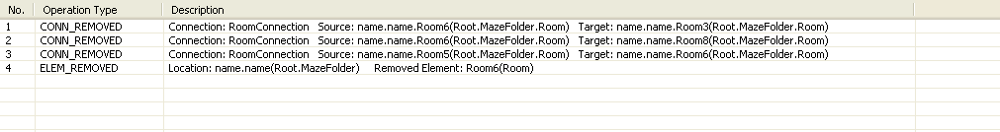 No. Operation Type Description
1 CONN_REMOVED Connection: RoomConnection Source: name.name.Room6(Root.MazeFolder.Room) Target: name.name.Room3(Root.MazeFolder.Room)
2 CONN_REMOVED Connection: RoomConnection Source: name.name.Room6(Root.MazeFolder.Room) Target: name.name.Room8(Root.MazeFolder.Room)
3 CONN_REMOVED Connection: RoomConnection Source: name.name.Room5(Root.MazeFolder.Room) Target: name.name.Room6(Root.MazeFolder.Room)
4 ELEM_REMOVED Location: name.name(Root.MazeFolder) Removed Element: Room6(Room)